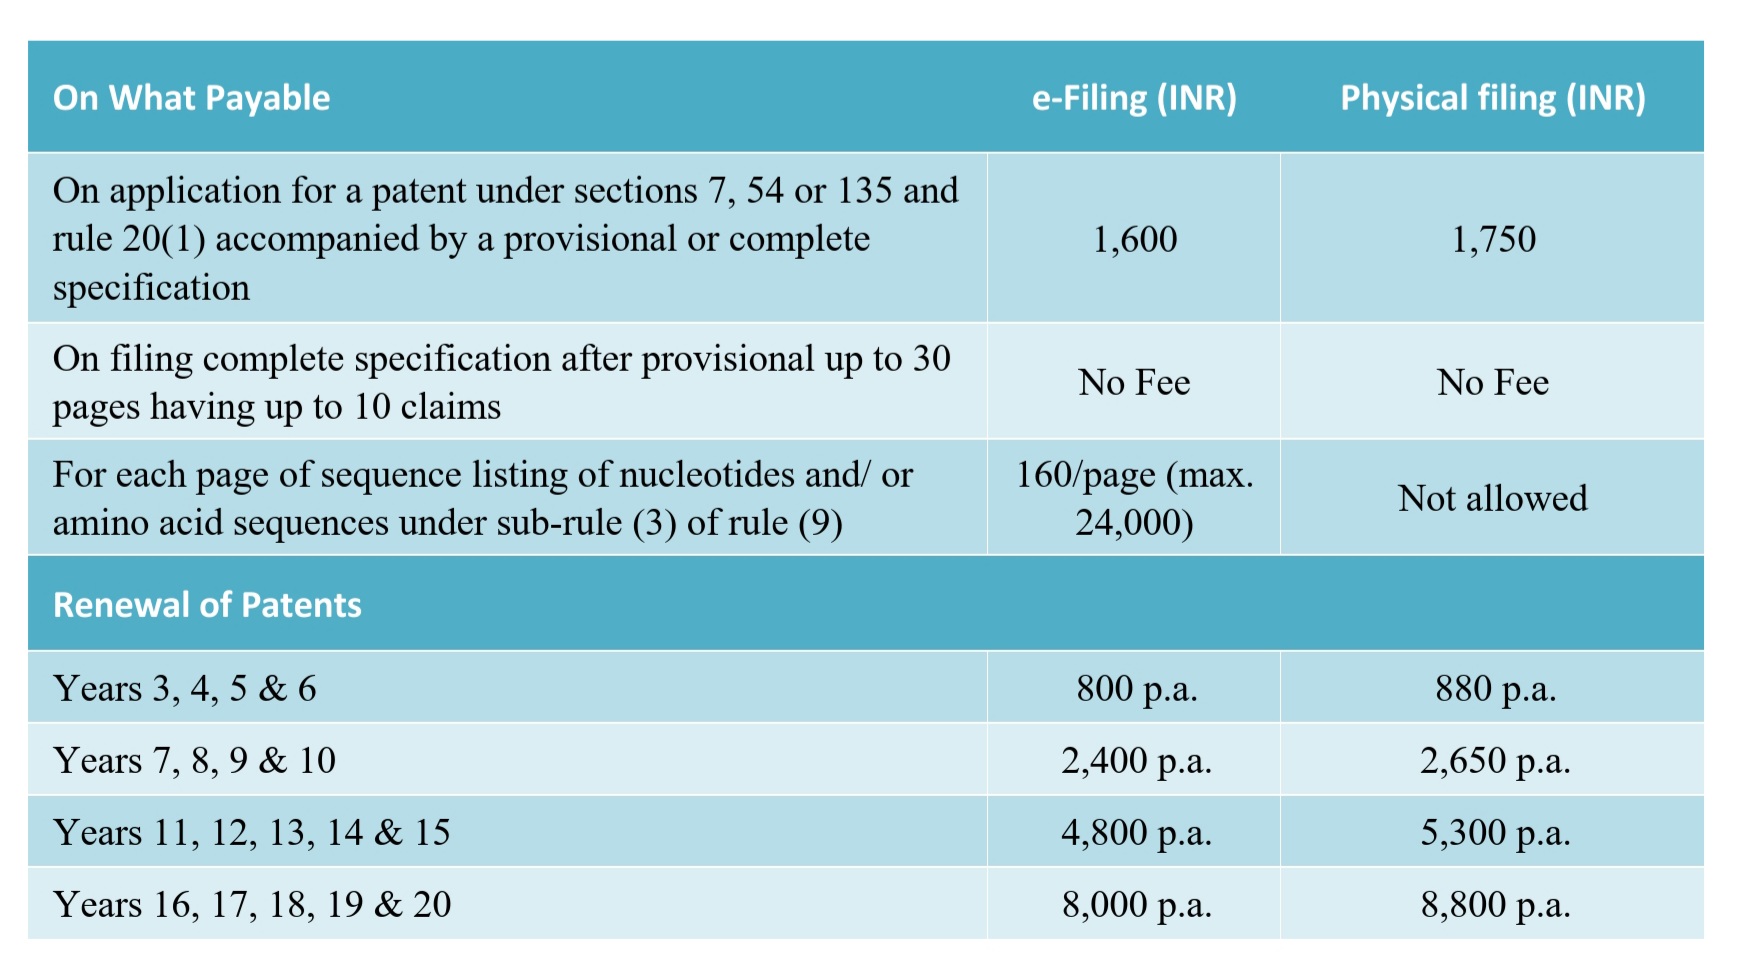 On What Payable e-Filing (INR) Physical filing (INR)
On application for a patent under sections 7, 54 or 135 and
rule 20(1) accompanied by a provisional or complete
specification
1,600
1,750
On filing complete specification after provisional up to 30
pages having up to 10 claims
No Fee
No Fee
For each page of sequence listing of nucleotides and/ or
amino acid sequences under sub-rule (3) of rule (9)
160/page (max.
24,000)
Not allowed
Renewal of Patents
Years 3, 4, 5 & 6 800 p.a. 880 p.a.
Years 7, 8, 9 & 10 2,400 p.a. 2,650 p.a.
Years 11, 12, 13, 14 & 15 4,800 p.a. 5,300 p.a.
Years 16, 17, 18, 19 & 20 8,000 p.a. 8,800 p.a.